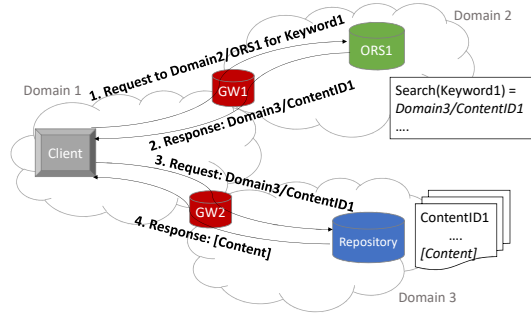 Domain 2
1. Request to Domain2/ORS1 for Keyword1
ORS1
Domain 1
GW1
Search(Keyword1) =
Domain3/ContentID1
....
2. Response: Domain3/ContentID1
Client
3. Request: Domain3/ContentID1
GW2
4. Response: [Content]
Repository
ContentID1
....
[Content]
Domain 3